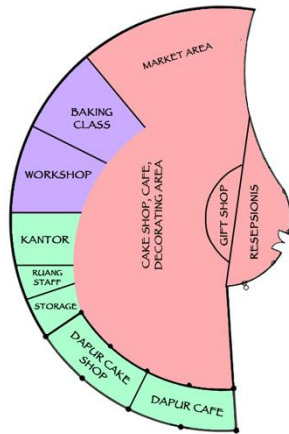 MARKET AREA
BAKING
CLASS
WORKSHOP
CAKE SHOP, CAFE,
DECORATING AREA
GIFT SHOP
RESEPSIONIS
KANTOR
RUANG
STAFF
STORAGE
DAPUR CAKE
SHOP
DAPUR CAFE